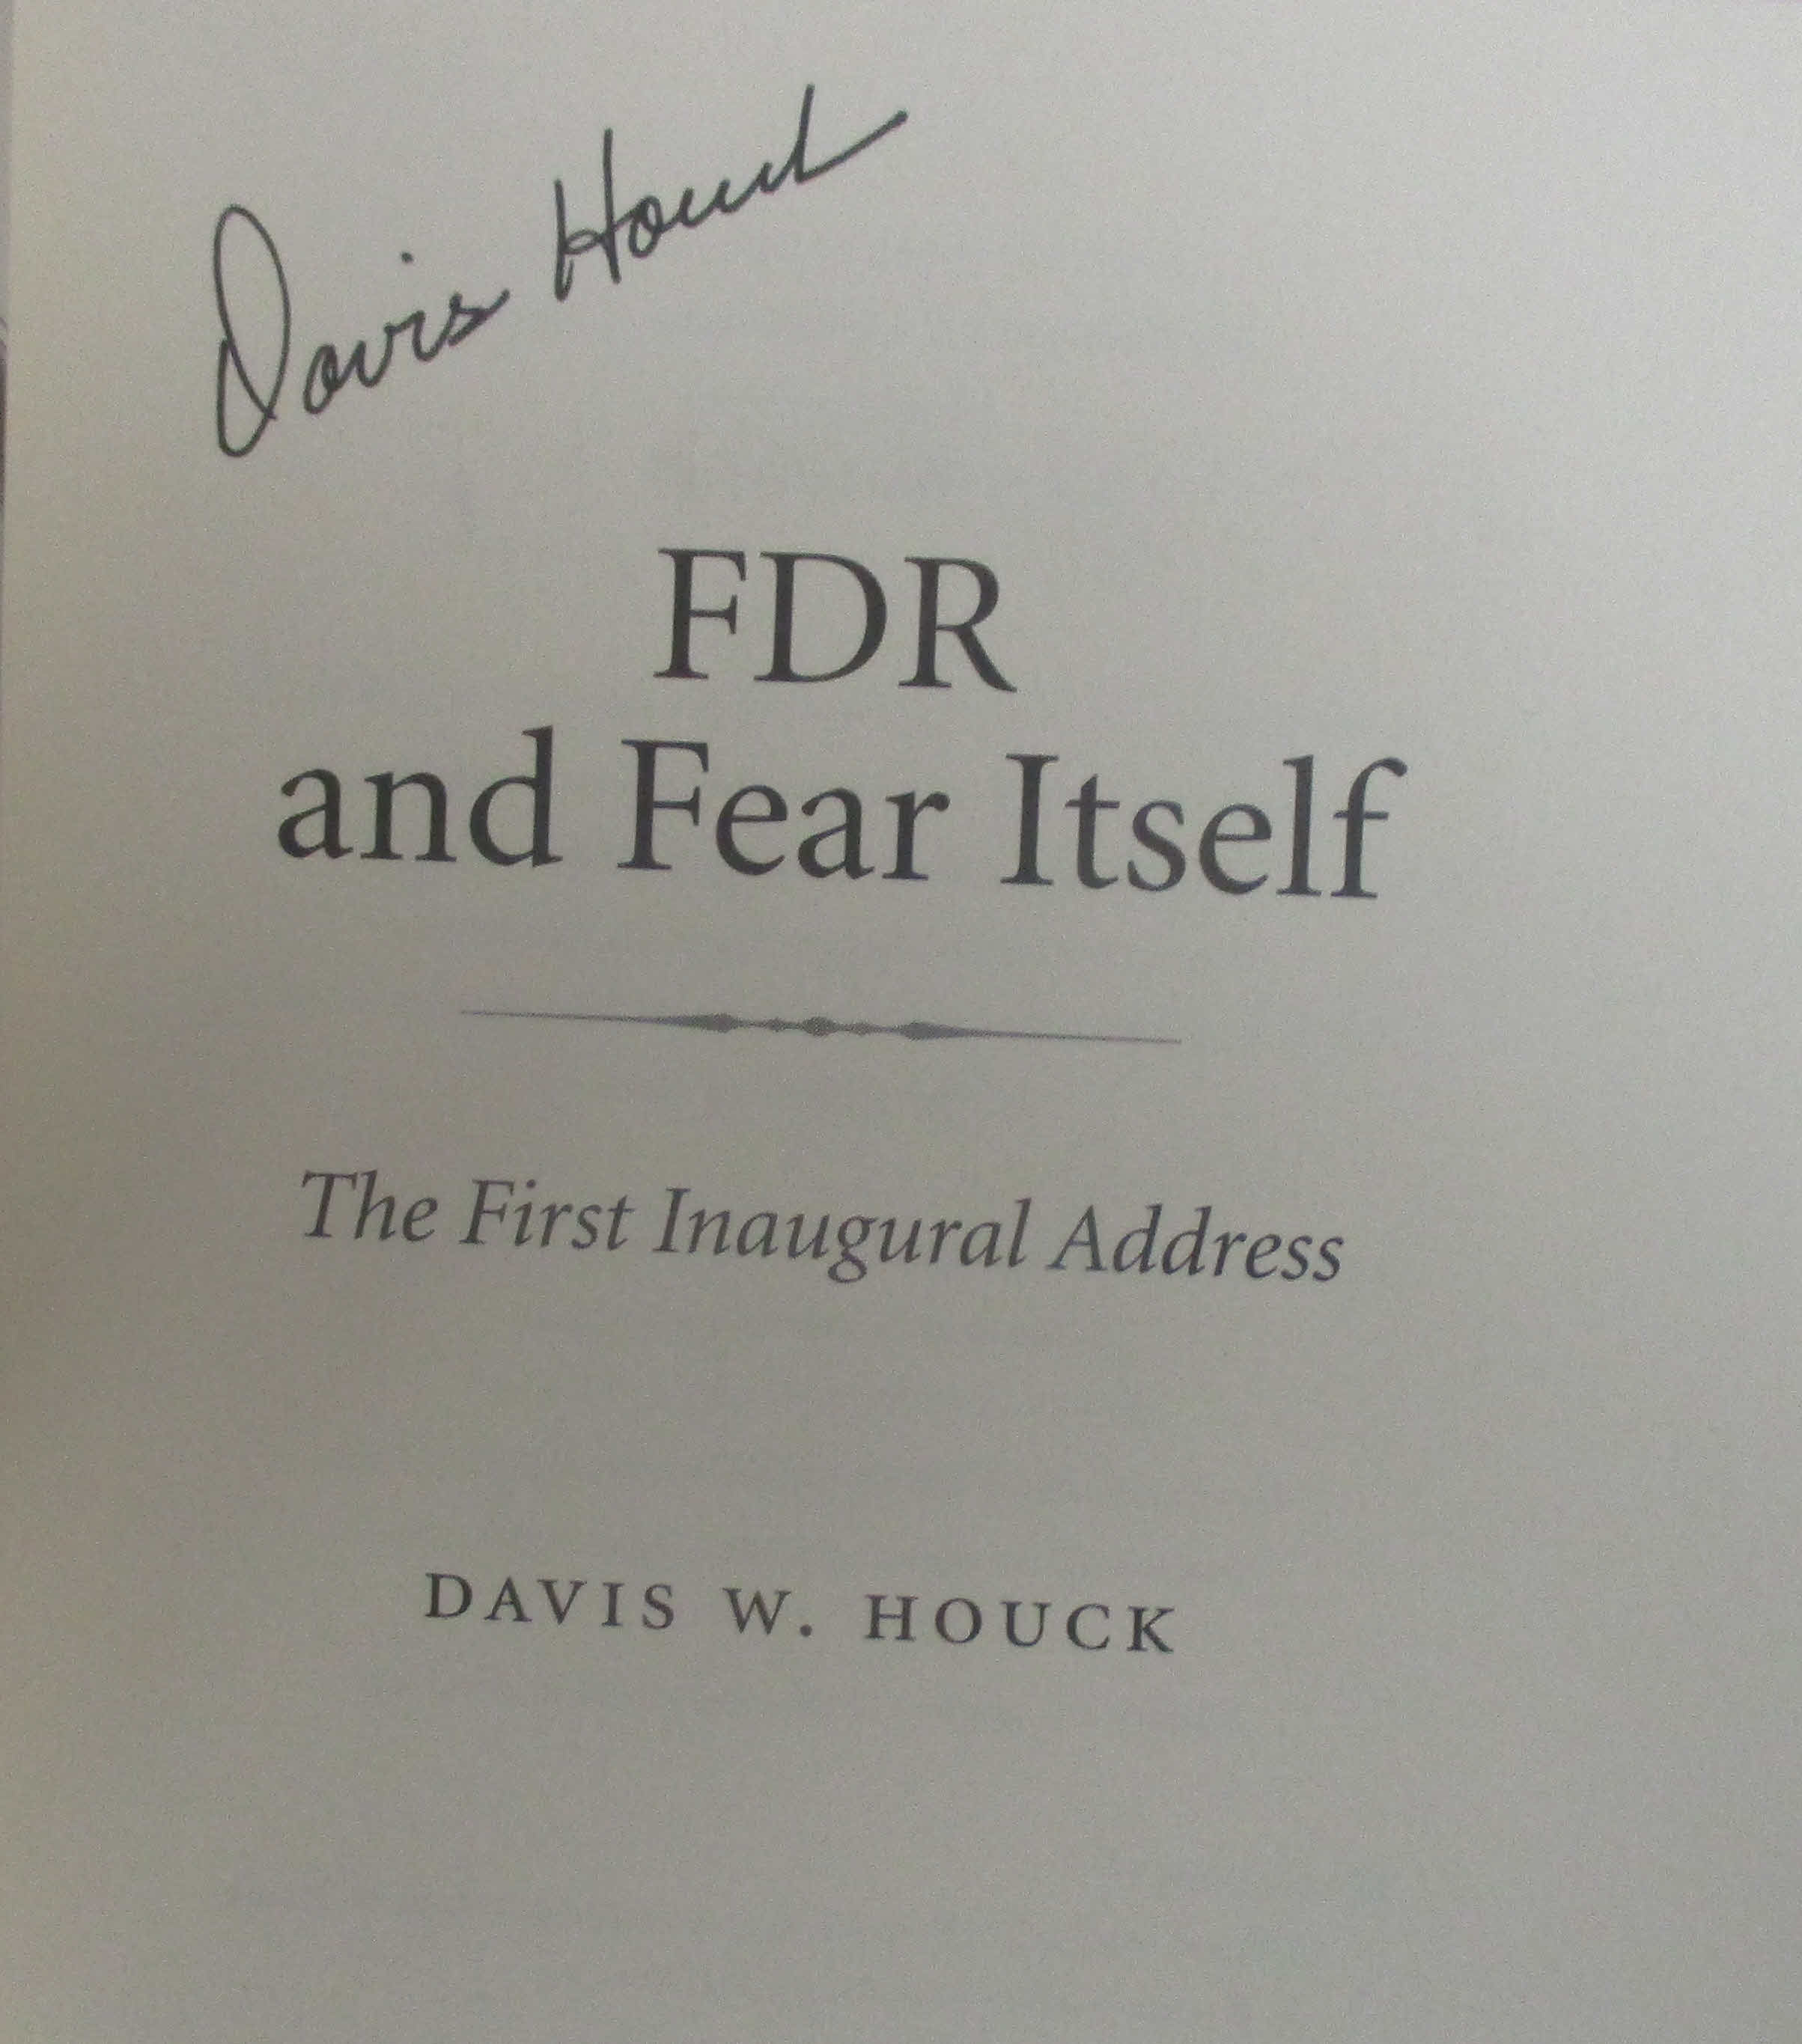 Davis Houck
FDR
and Fear Itself
The First Inaugural Address
DAVIS W. HOUCK